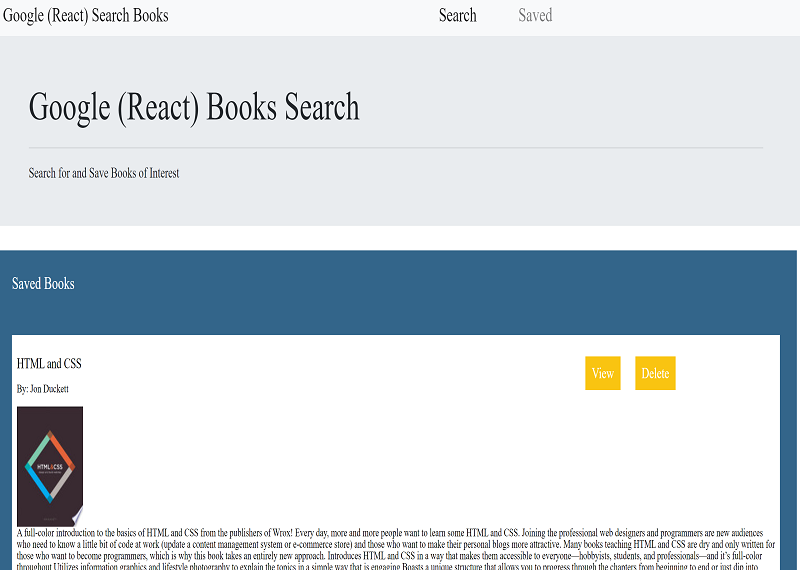 Google (React) Search Books Search Saved
Google (React) Books Search
Search for and Save Books of Interest
Saved Books
HTML and CSS View Delete
By: Jon Duckett
HTML&CSS
A full-color introduction to the basics of HTML and CSS from the publishers of Wrox! Every day, more and more people want to learn some HTML and CSS. Joining the professional web designers and programmers are new audiences
who need to know a little bit of code at work (update a content management system or e-commerce store) and those who want to make their personal blogs more attractive. Many books teaching HTML and CSS are dry and only written for
those who want to become programmers, which is why this book takes an entirely new approach. Introduces HTML and CSS in a way that makes them accessible to everyone—hobbyists, students, and professionals—and it's full-color
throughout Utilizes information graphics and lifestyle photography to explain the topics in a simple way that is engaging Boasts a unique structure that allows you to progress through the chapters from beginning to end or just dip into